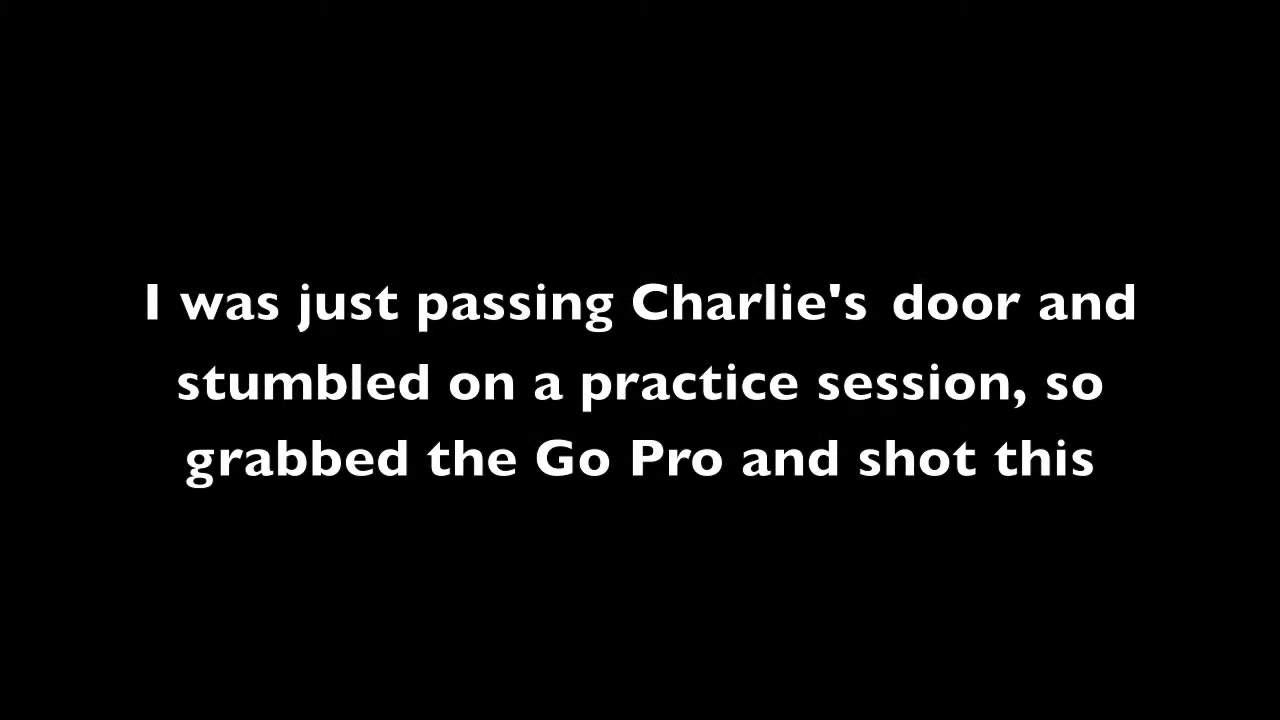 I was just passing Charlie's door and
stumbled on a practice session, so
grabbed the Go Pro and shot this